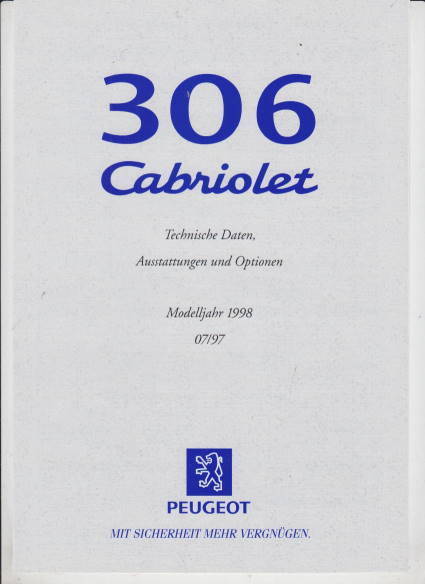 306
Cabriolet
Technische Daten,
Ausstattungen und Optionen
Modelljahr 1998
07/97
PEUGEOT
MIT SICHERHEIT MEHR VERGNÜGEN.